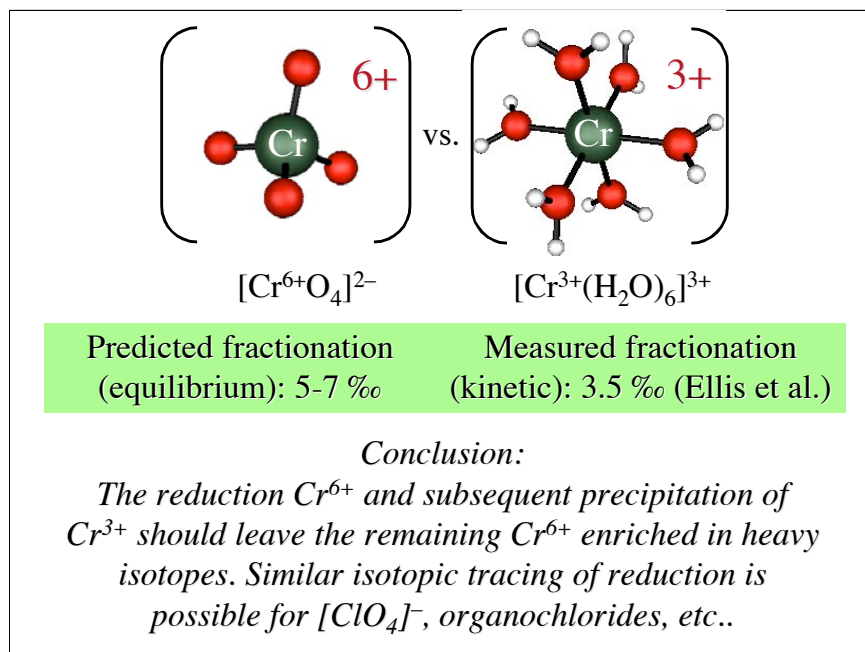 6+
3+
Cr
vs.
Cr
[Cr⁶⁺O₄]²⁻
[Cr³⁺(H₂O)₆]³⁺
Predicted fractionation
(equilibrium): 5-7 ‰
Measured fractionation
(kinetic): 3.5 ‰ (Ellis et al.)
Conclusion:
The reduction Cr⁶⁺ and subsequent precipitation of
Cr³⁺ should leave the remaining Cr⁶⁺ enriched in heavy
isotopes. Similar isotopic tracing of reduction is
possible for [ClO₄]⁻, organochlorides, etc..